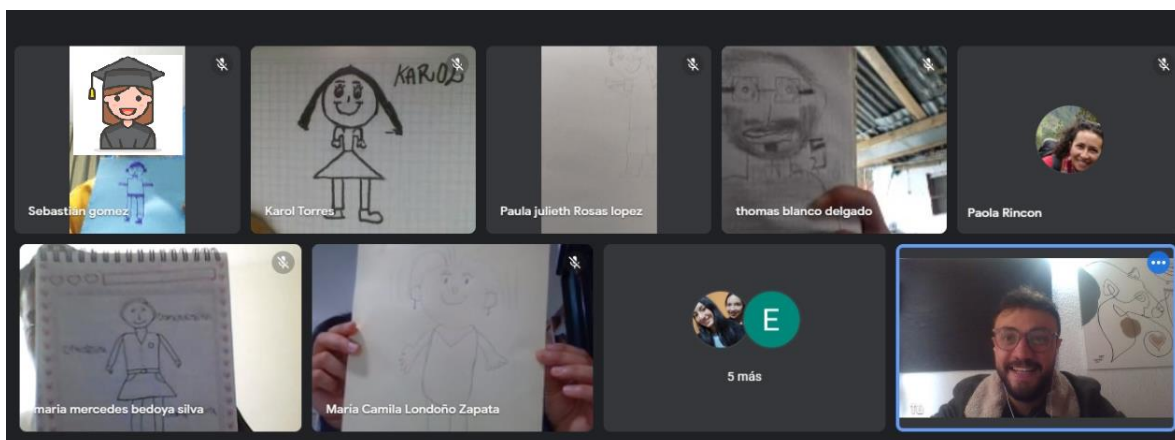 KAROL
Sebastian gomez
Karol Torres
Paula julieth Rosas lopez
thomas blanco delgado
Paola Rincon
maria mercedes bedoya silva
María Camila Londoño Zapata
E
5 más
Tú